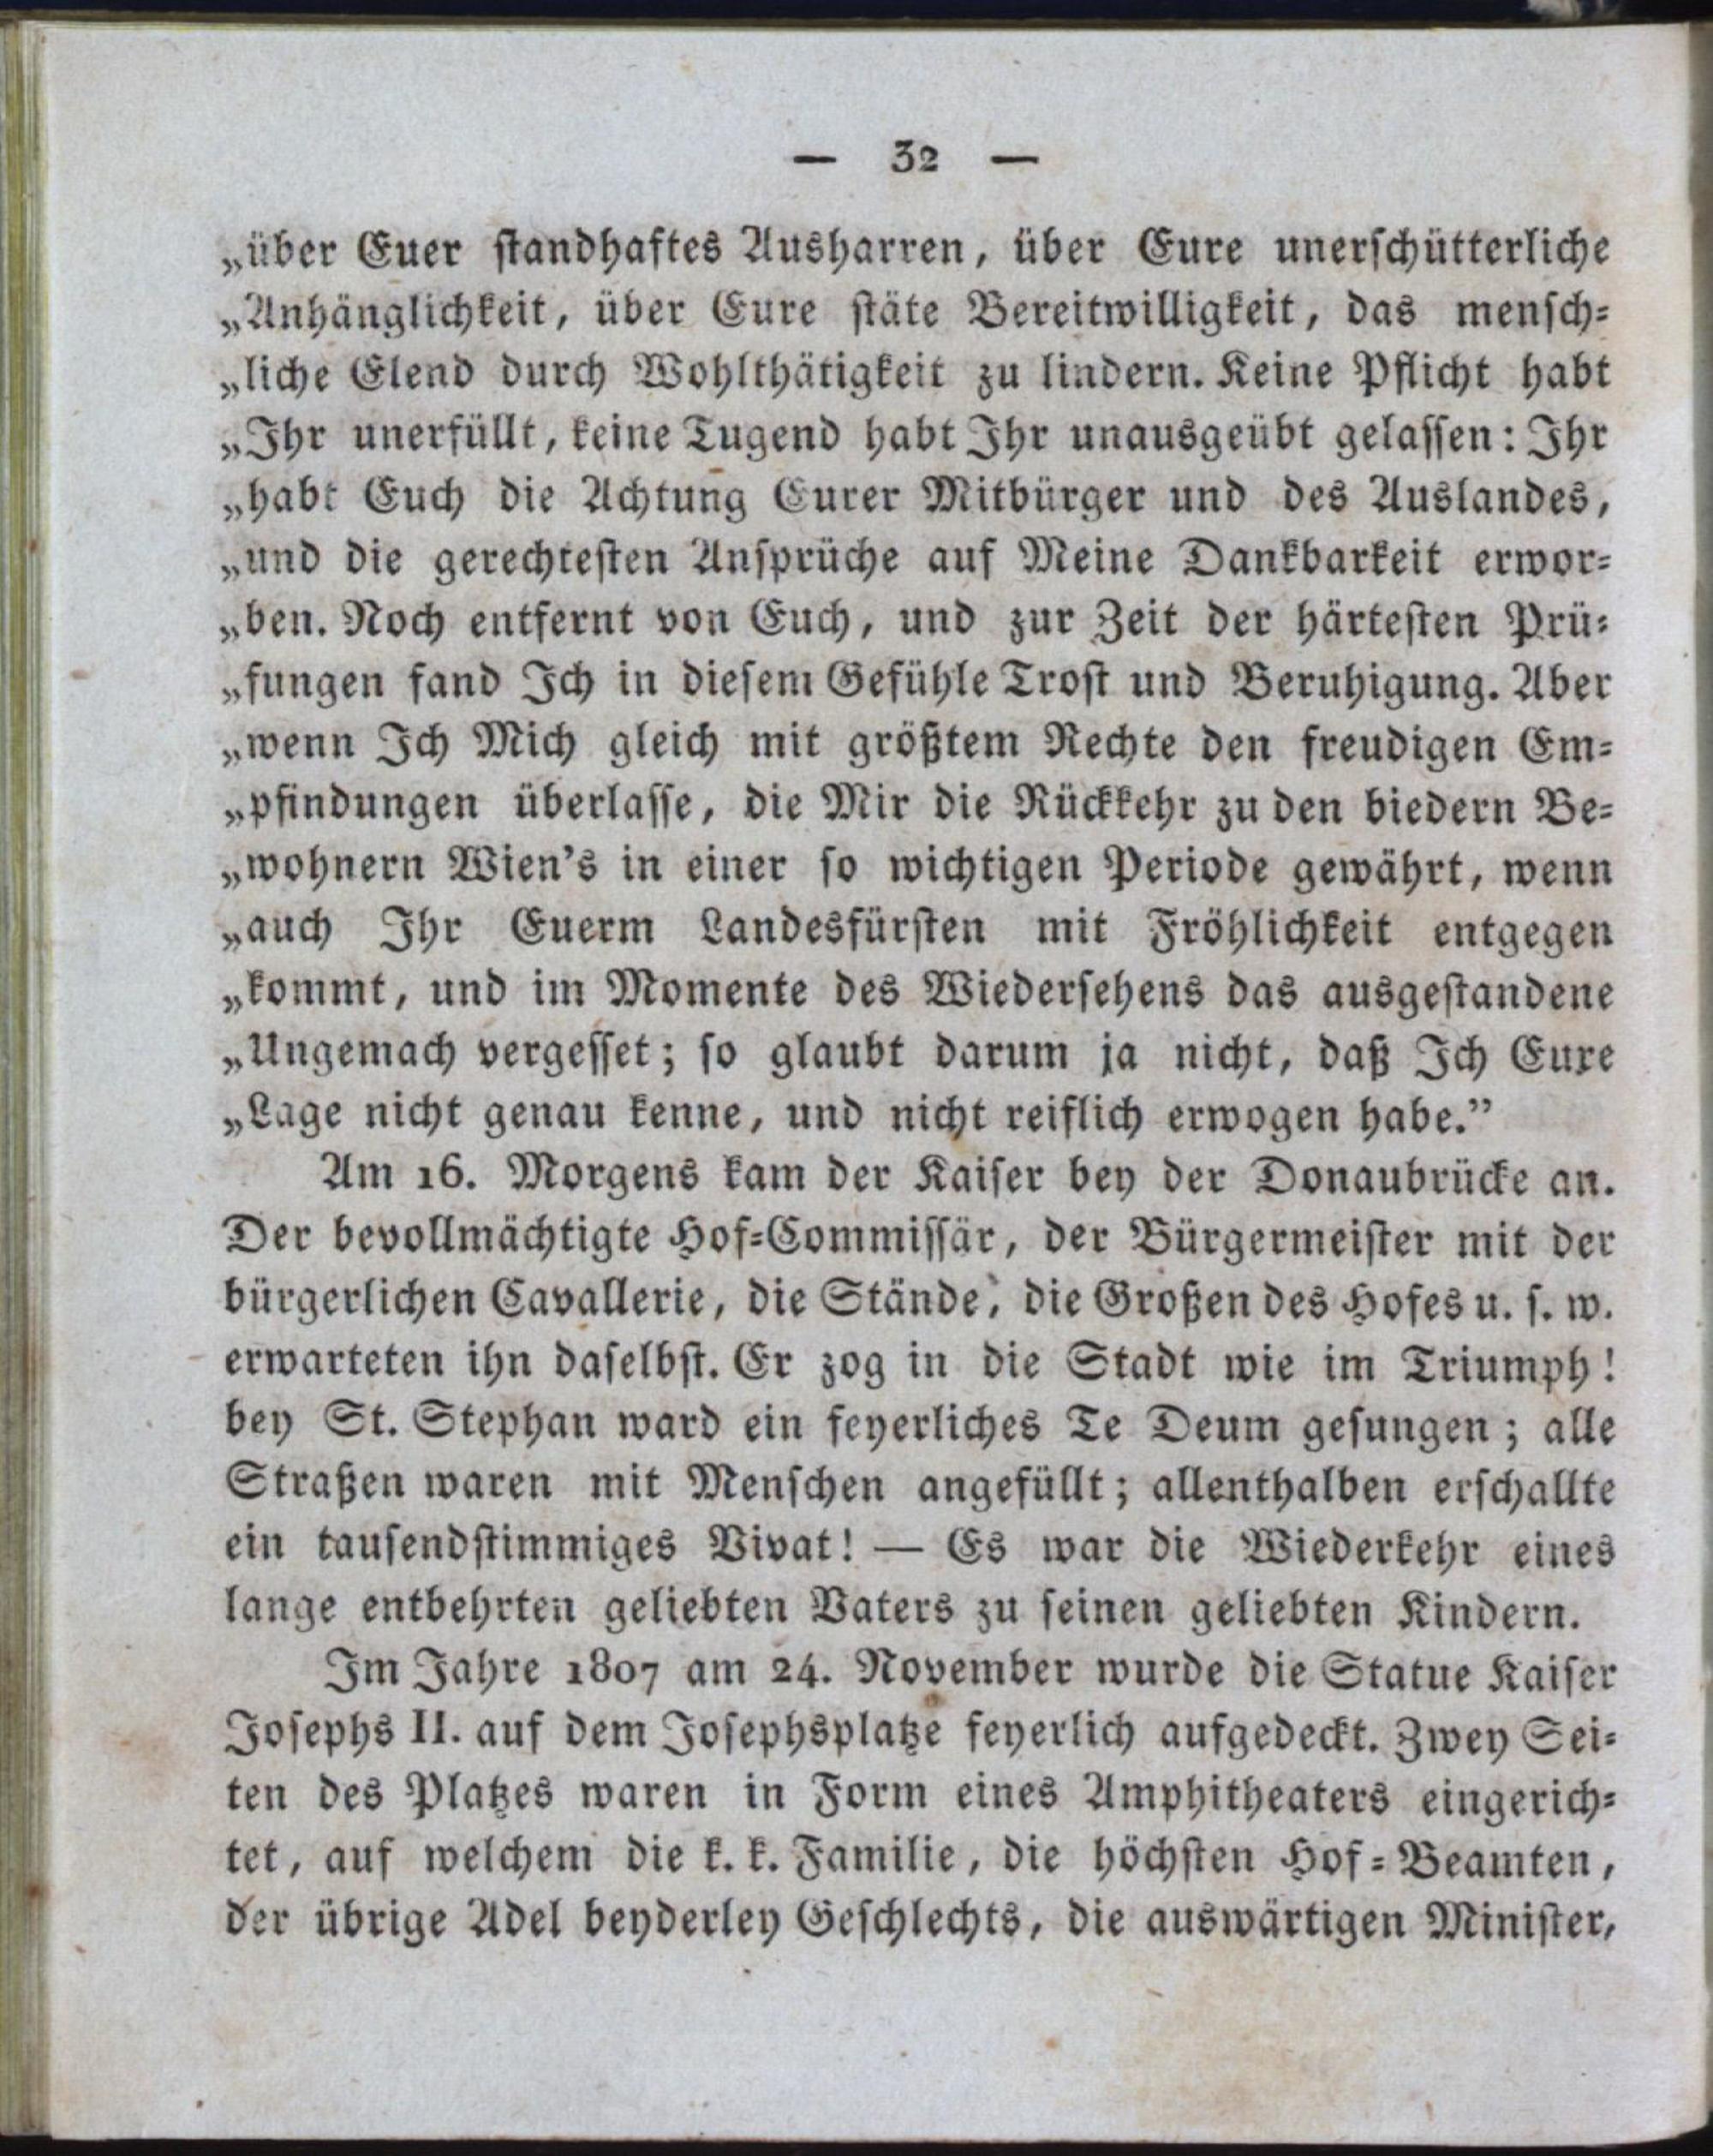 — 32 —
„über Euer standhaftes Ausharren, über Eure unerschütterliche
„Anhänglichkeit, über Eure stäte Bereitwilligkeit, das mensch-
„liche Elend durch Wohlthätigkeit zu lindern. Keine Pflicht habt
„Ihr unerfüllt, keine Tugend habt Ihr unausgeübt gelassen: Ihr
„habt Euch die Achtung Eurer Mitbürger und des Auslandes,
„und die gerechtesten Ansprüche auf Meine Dankbarkeit erwor-
„ben. Noch entfernt von Euch, und zur Zeit der härtesten Prü-
„fungen fand Ich in diesem Gefühle Trost und Beruhigung. Aber
„wenn Ich Mich gleich mit größtem Rechte den freudigen Em-
„pfindungen überlasse, die Mir die Rückkehr zu den biedern Be-
„wohnern Wien's in einer so wichtigen Periode gewährt, wenn
„auch Ihr Euerm Landesfürsten mit Fröhlichkeit entgegen
„kommt, und im Momente des Wiedersehens das ausgestandene
„Ungemach vergesset; so glaubt darum ja nicht, daß Ich Eure
„Lage nicht genau kenne, und nicht reiflich erwogen habe.”
Am 16. Morgens kam der Kaiser bey der Donaubrücke an.
Der bevollmächtigte Hof-Commissär, der Bürgermeister mit der
bürgerlichen Cavallerie, die Stände, die Großen des Hofes u. s. w.
erwarteten ihn daselbst. Er zog in die Stadt wie im Triumph!
bey St. Stephan ward ein feyerliches Te Deum gesungen; alle
Straßen waren mit Menschen angefüllt; allenthalben erschallte
ein tausendstimmiges Vivat! — Es war die Wiederkehr eines
lange entbehrten geliebten Vaters zu seinen geliebten Kindern.
Im Jahre 1807 am 24. November wurde die Statue Kaiser
Josephs II. auf dem Josephsplatze feyerlich aufgedeckt. Zwey Sei-
ten des Platzes waren in Form eines Amphitheaters eingerich-
tet, auf welchem die k. k. Familie, die höchsten Hof-Beamten,
der übrige Adel beyderley Geschlechts, die auswärtigen Minister,